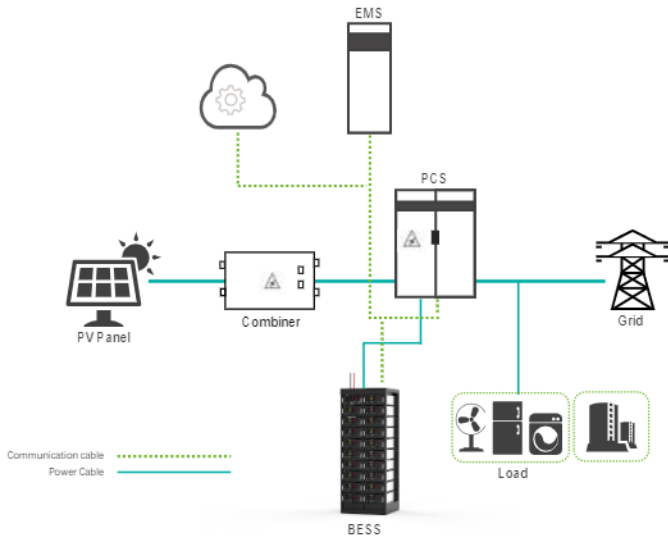 EMS
PCS
PV Panel
Combiner
Grid
Communication cable
Power Cable
Load
BESS